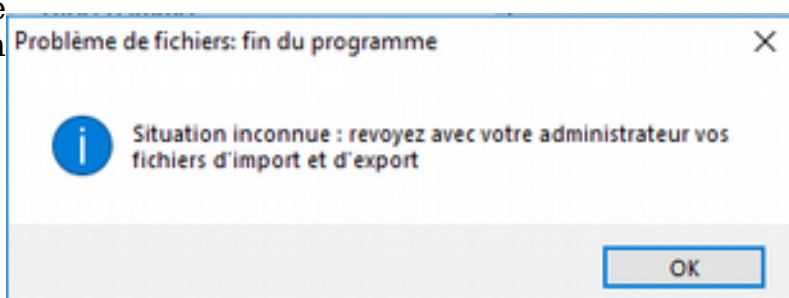 Problème de fichiers: fin du programme
Situation inconnue : revoyez avec votre administrateur vos
fichiers d'import et d'export
OK